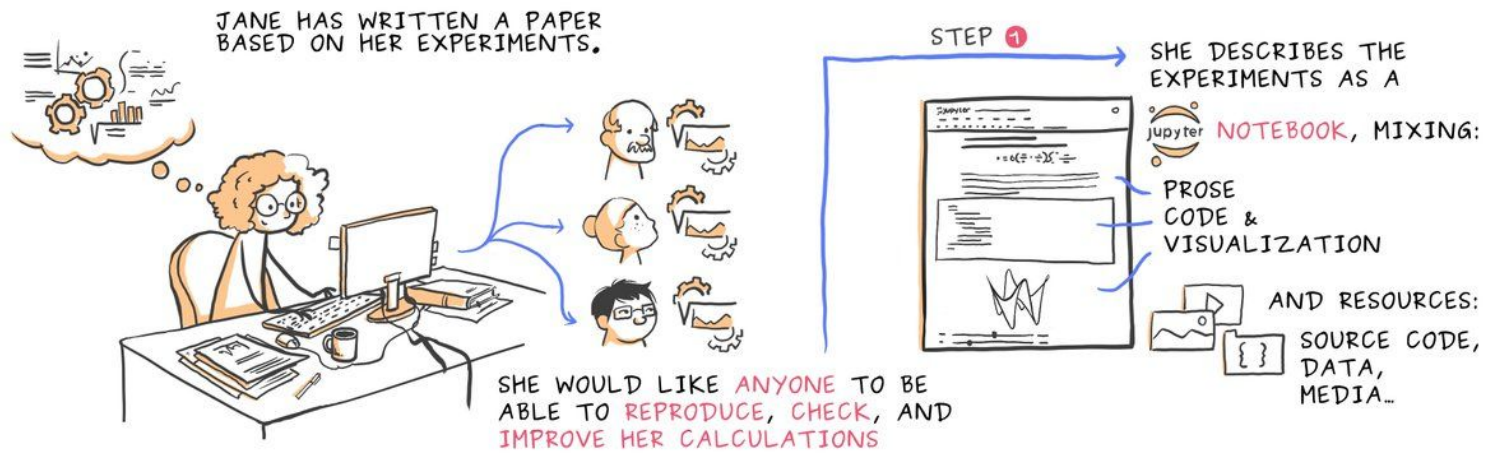 JANE HAS WRITTEN A PAPER
BASED ON HER EXPERIMENTS.
SHE WOULD LIKE ANYONE TO BE
ABLE TO REPRODUCE, CHECK, AND
IMPROVE HER CALCULATIONS
STEP 1
SHE DESCRIBES THE
EXPERIMENTS AS A
jupyter NOTEBOOK, MIXING:
jupyter
PROSE
CODE &
VISUALIZATION
AND RESOURCES:
SOURCE CODE,
DATA,
MEDIA…
{ }